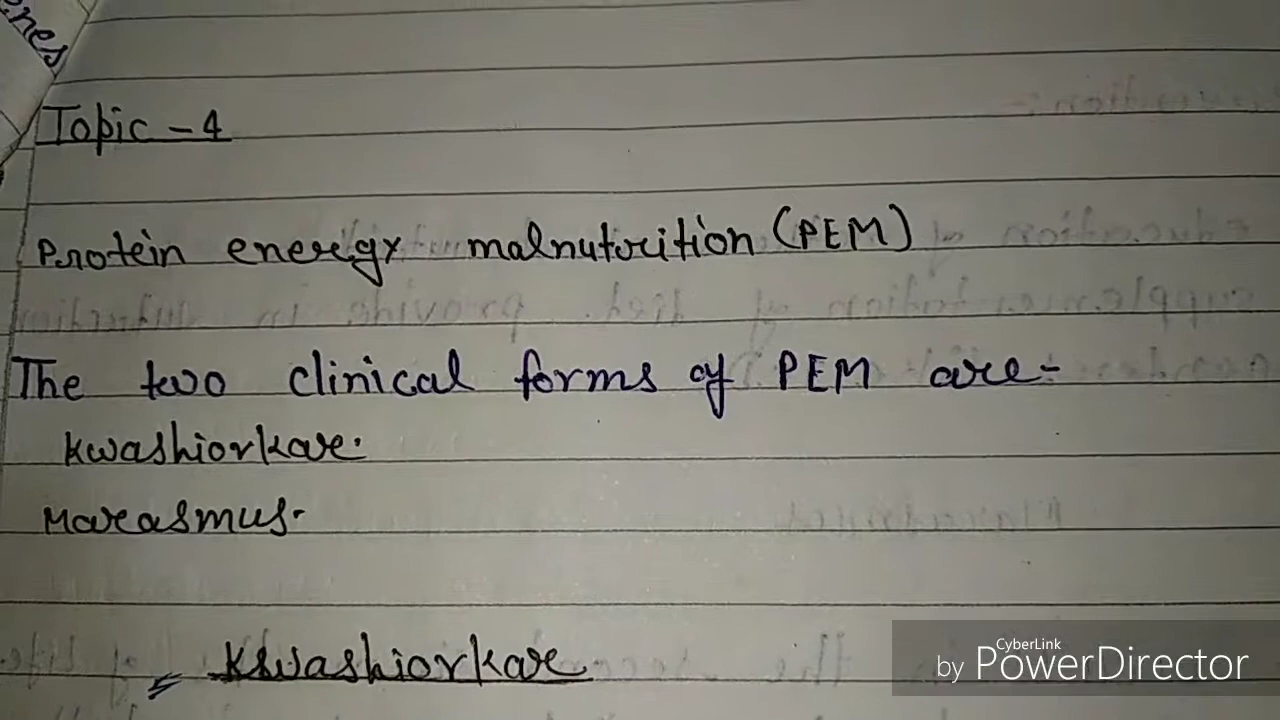 enes
Topic - 4
Protein energy malnutrition (PEM)
The two clinical forms of PEM are:-
Kwashiorkar.
Marasmus.
Kwashiorkar
CyberLink
by PowerDirector